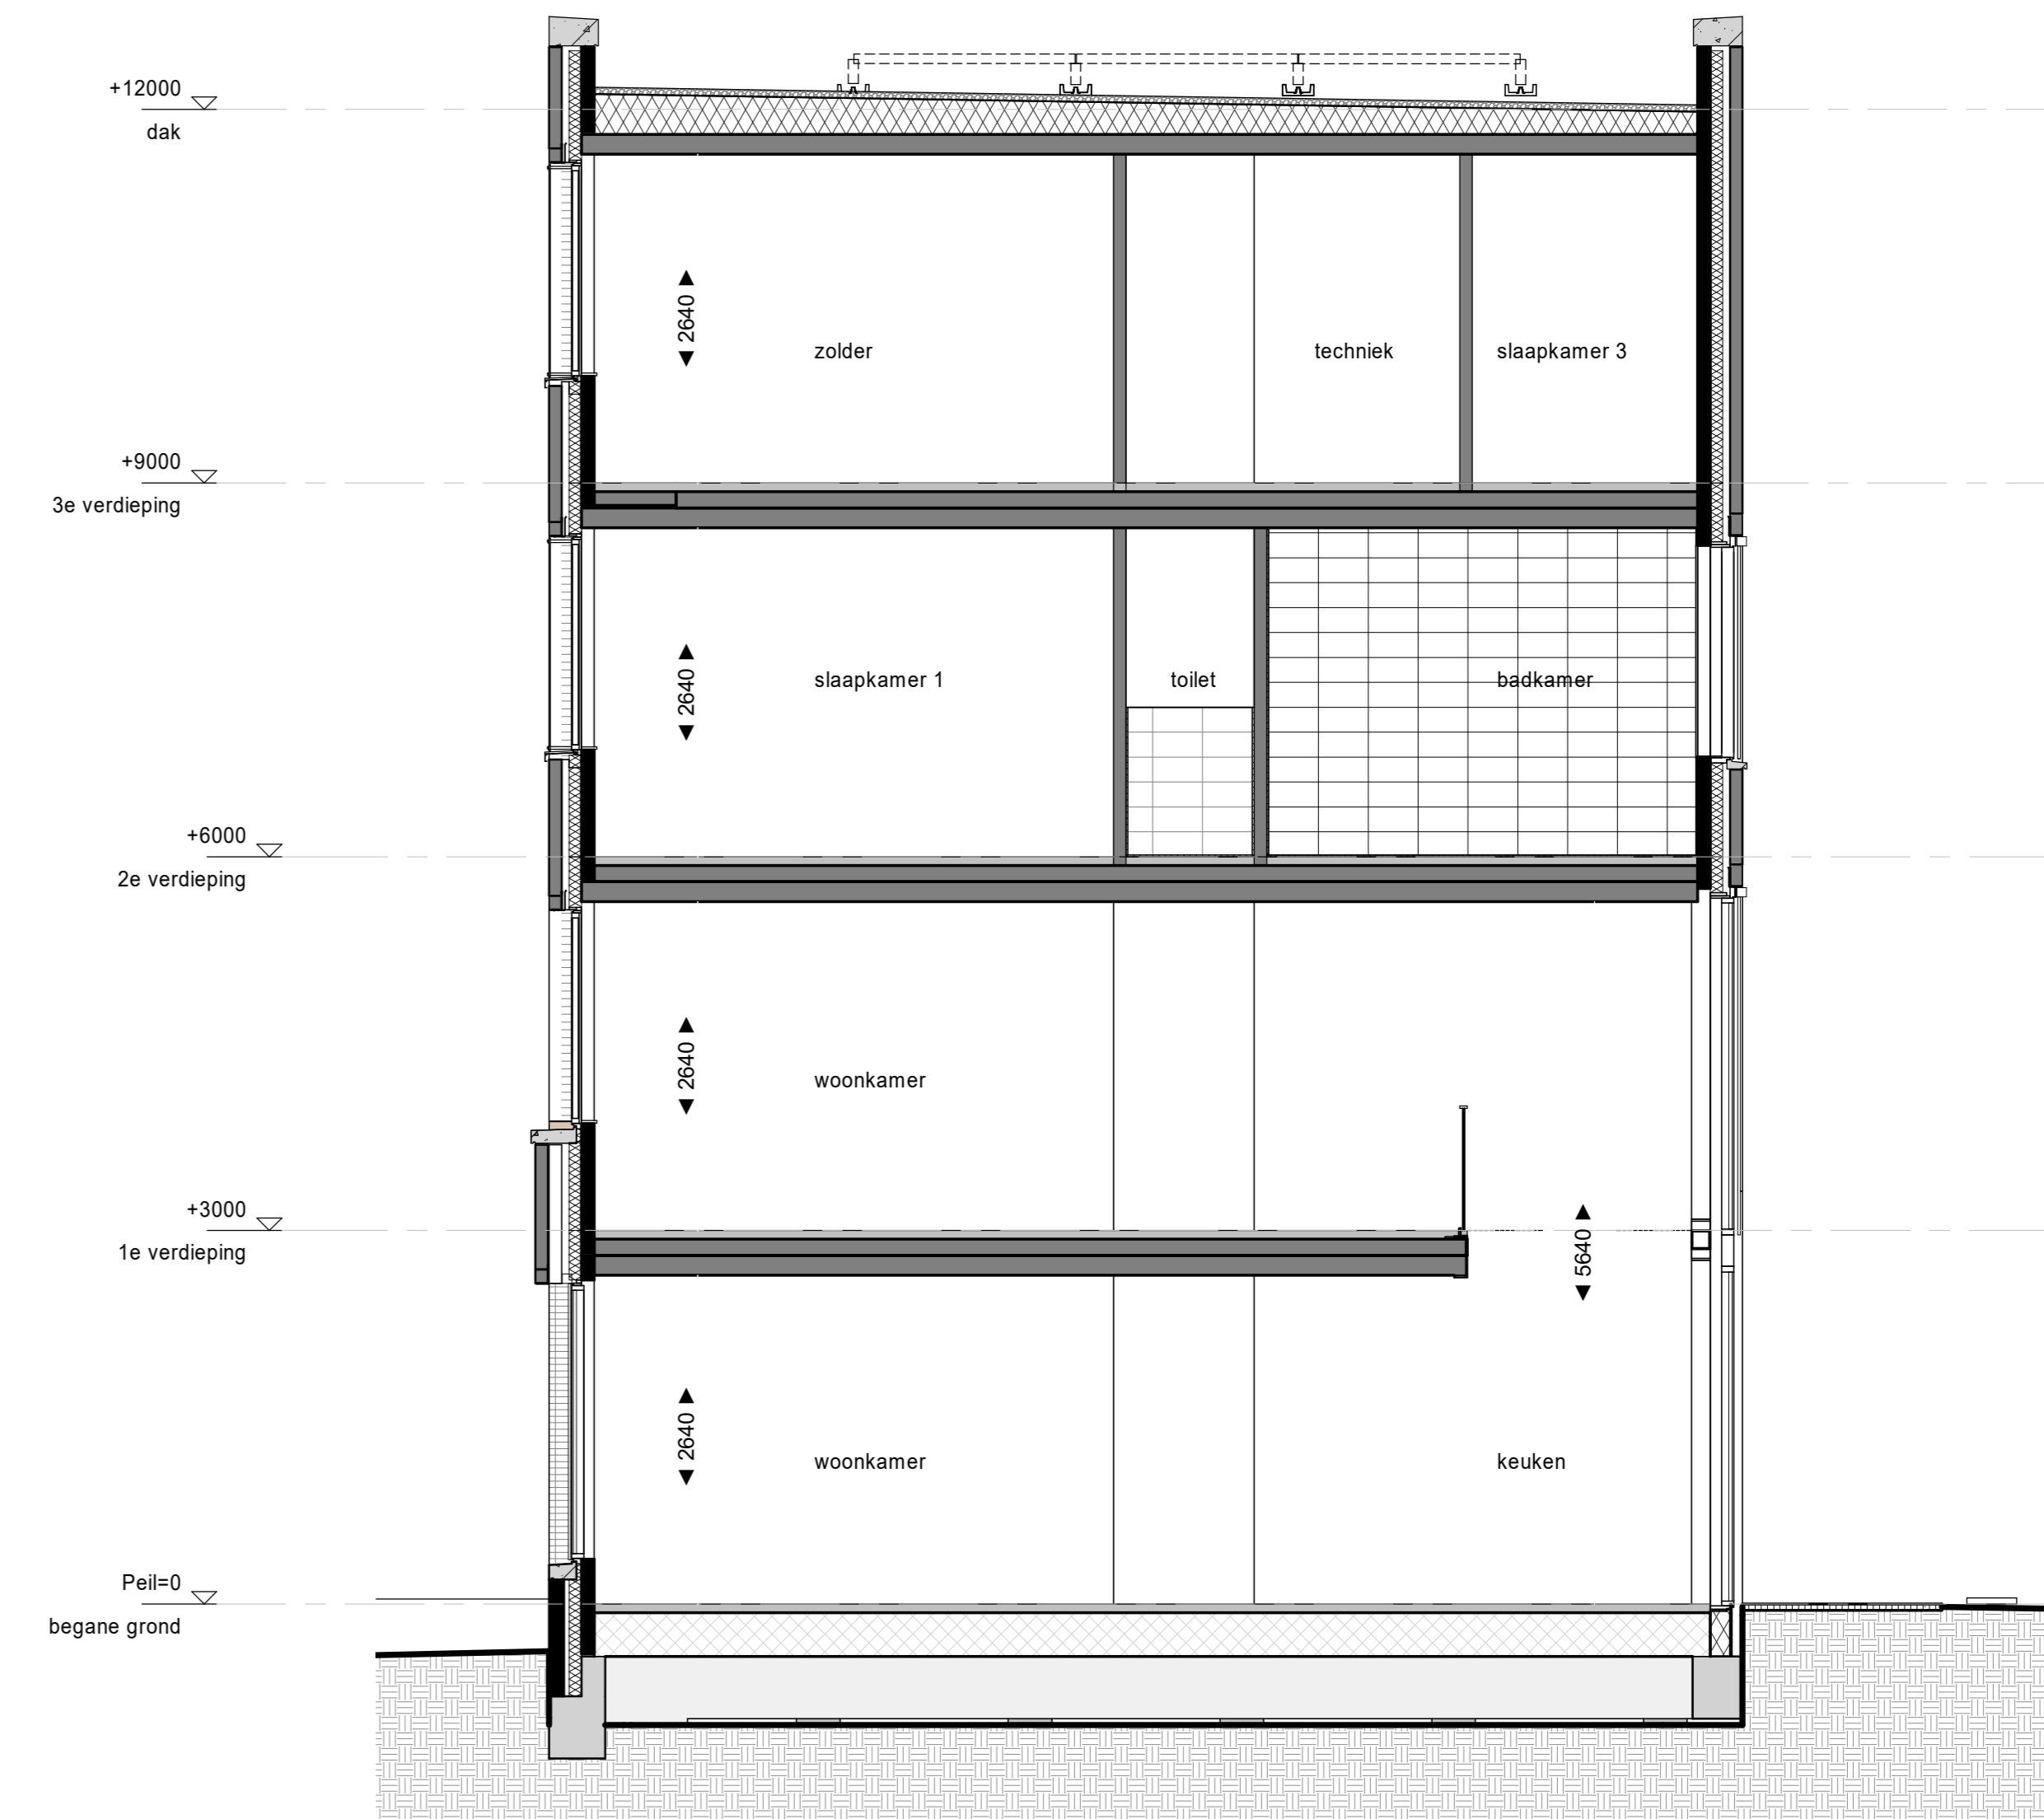 +12000
dak
2640
zolder
techniek
slaapkamer 3
+9000
3e verdieping
2640
slaapkamer 1
toilet
badkamer
+6000
2e verdieping
2640
woonkamer
+3000
1e verdieping
5640
2640
woonkamer
keuken
Peil=0
begane grond